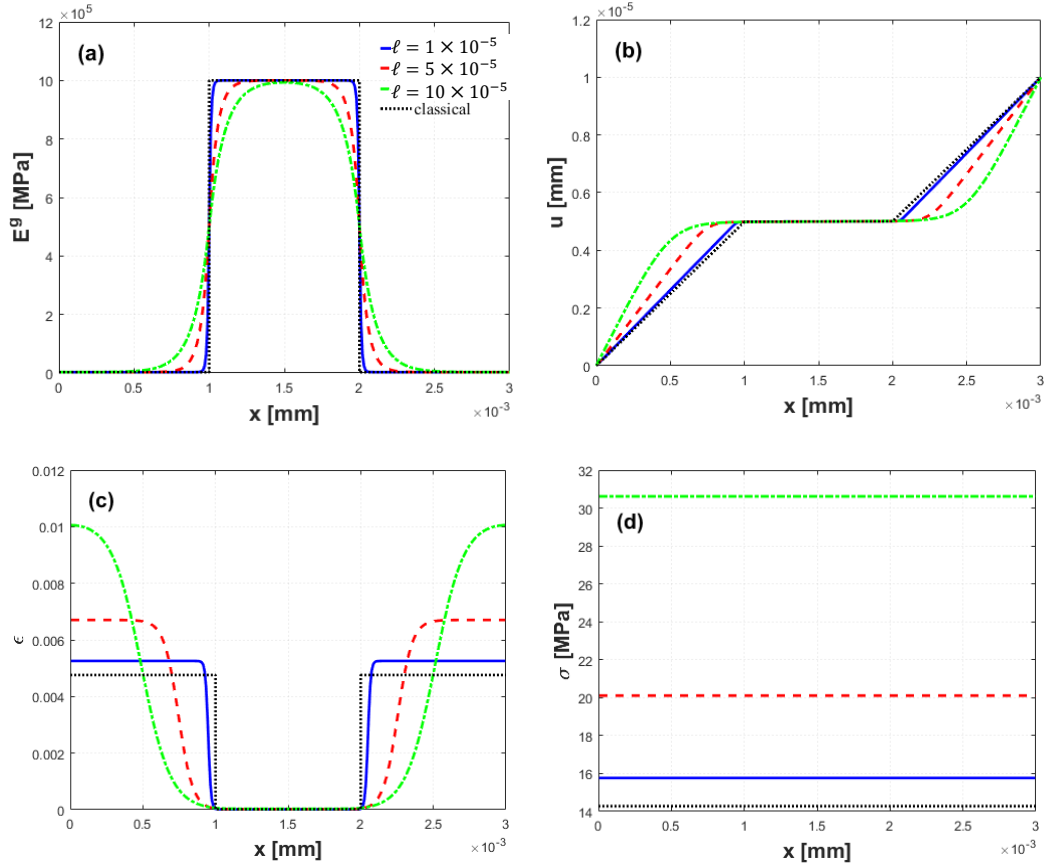 ×10⁵
12
(a)
ℓ = 1 × 10⁻⁵
10
ℓ = 5 × 10⁻⁵
ℓ = 10 × 10⁻⁵
classical
8
6
4
2
0
E^g [MPa]
0 0.5 1 1.5 2 2.5 3
x [mm] ×10⁻³
×10⁻⁵
1.2
(b)
1
0.8
0.6
0.4
0.2
0
u [mm]
0 0.5 1 1.5 2 2.5 3
x [mm] ×10⁻³
0.012
(c)
0.01
0.008
0.006
0.004
0.002
0
ϵ
0 0.5 1 1.5 2 2.5 3
x [mm] ×10⁻³
32
30
(d)
28
26
24
22
20
18
16
14
σ [MPa]
0 0.5 1 1.5 2 2.5 3
x [mm] ×10⁻³